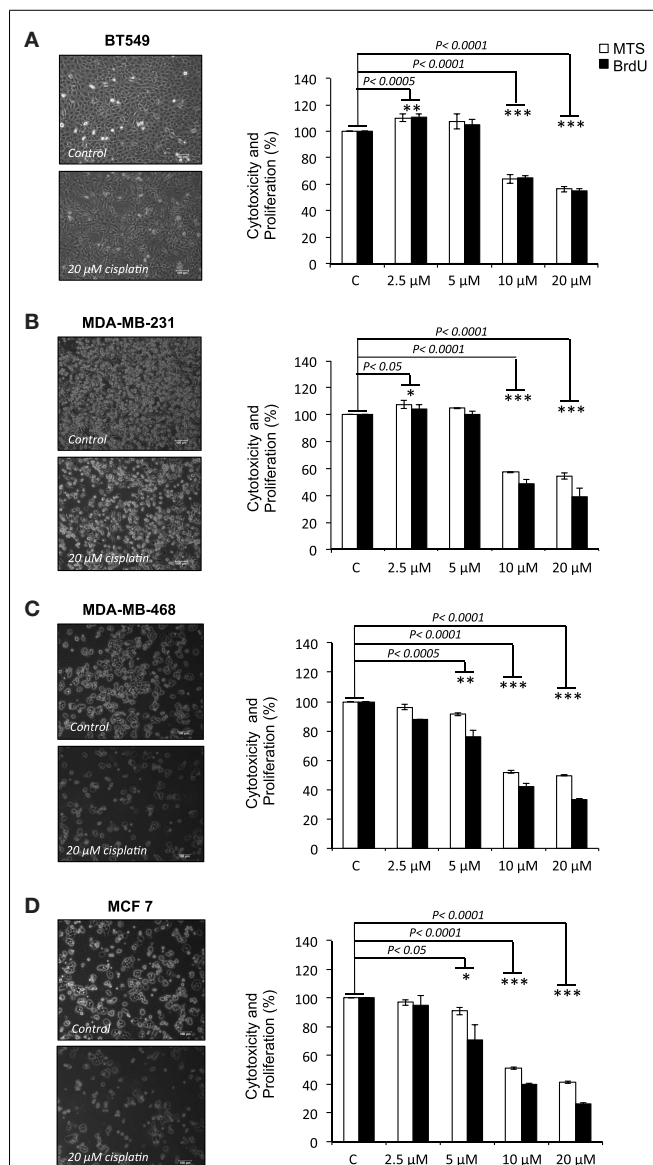 MTS
BrdU
A
BT549
Control
20 µM cisplatin
Cytotoxicity and
Proliferation (%)
P< 0.0001
P< 0.0001
P< 0.0005
**
***
***
140
120
100
80
60
40
20
0
C 2.5 µM 5 µM 10 µM 20 µM
B
MDA-MB-231
Control
20 µM cisplatin
Cytotoxicity and
Proliferation (%)
P< 0.0001
P< 0.0001
P< 0.05
*
***
***
140
120
100
80
60
40
20
0
C 2.5 µM 5 µM 10 µM 20 µM
C
MDA-MB-468
Control
20 µM cisplatin
Cytotoxicity and
Proliferation (%)
P< 0.0001
P< 0.0001
P< 0.0005
**
***
***
140
120
100
80
60
40
20
0
C 2.5 µM 5 µM 10 µM 20 µM
D
MCF 7
Control
20 µM cisplatin
Cytotoxicity and
Proliferation (%)
P< 0.0001
P< 0.0001
P< 0.05
*
***
***
140
120
100
80
60
40
20
0
C 2.5 µM 5 µM 10 µM 20 µM